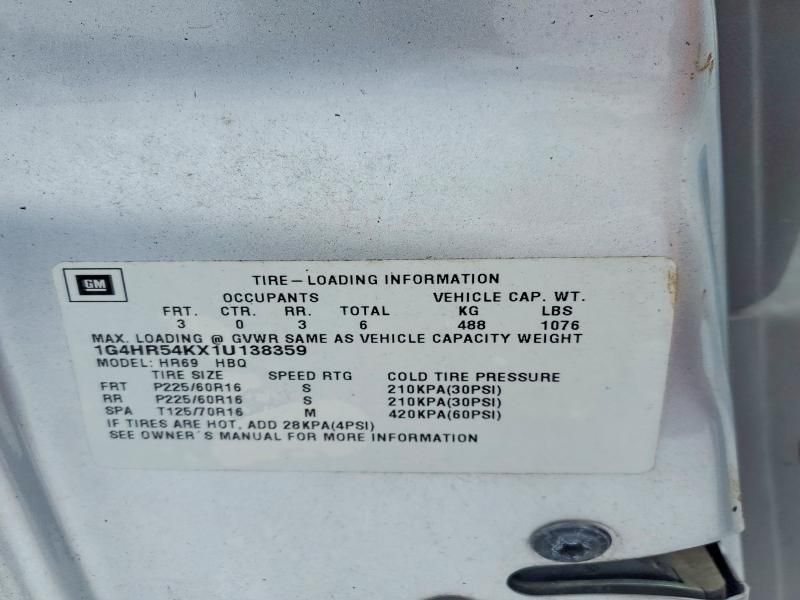 GM
TIRE-LOADING INFORMATION
OCCUPANTS VEHICLE CAP. WT.
FRT. CTR. RR. TOTAL KG LBS
3 0 3 6 488 1076
MAX. LOADING @ GVWR SAME AS VEHICLE CAPACITY WEIGHT
1G4HR54KX1U138359
MODEL: HR69 HBQ
TIRE SIZE SPEED RTG COLD TIRE PRESSURE
FRT P225/60R16 S 210KPA(30PSI)
RR P225/60R16 S 210KPA(30PSI)
SPA T125/70R16 M 420KPA(60PSI)
IF TIRES ARE HOT, ADD 28KPA(4PSI)
SEE OWNER'S MANUAL FOR MORE INFORMATION